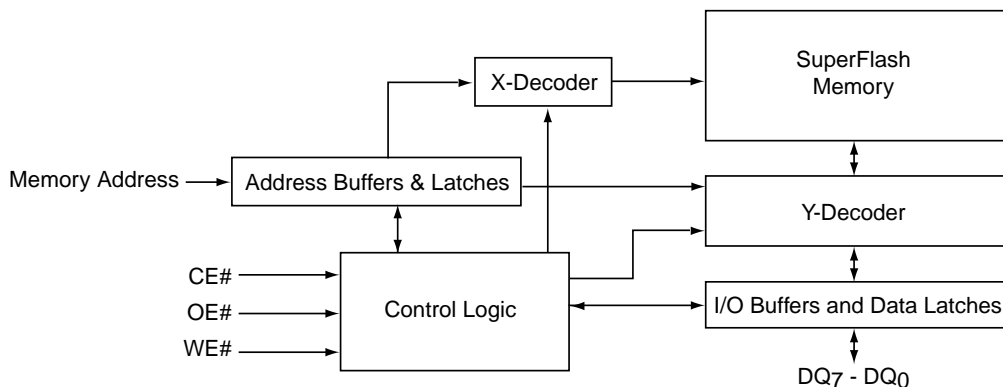 SuperFlash
Memory
X-Decoder
Memory Address
Address Buffers & Latches
Y-Decoder
CE#
OE#
WE#
Control Logic
I/O Buffers and Data Latches
DQ7 - DQ0